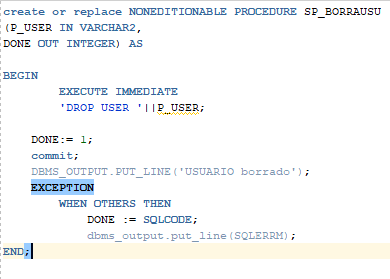 create or replace NONEDITIONABLE PROCEDURE SP_BORRAUSU
(P_USER IN VARCHAR2,
DONE OUT INTEGER) AS
BEGIN
EXECUTE IMMEDIATE
'DROP USER '||P_USER;
DONE:= 1;
commit;
DBMS_OUTPUT.PUT_LINE('USUARIO borrado');
EXCEPTION
WHEN OTHERS THEN
DONE := SQLCODE;
dbms_output.put_line(SQLERRM);
END;